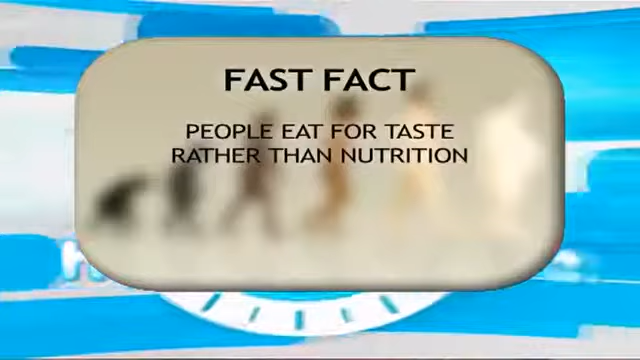 FAST FACT
PEOPLE EAT FOR TASTE
RATHER THAN NUTRITION